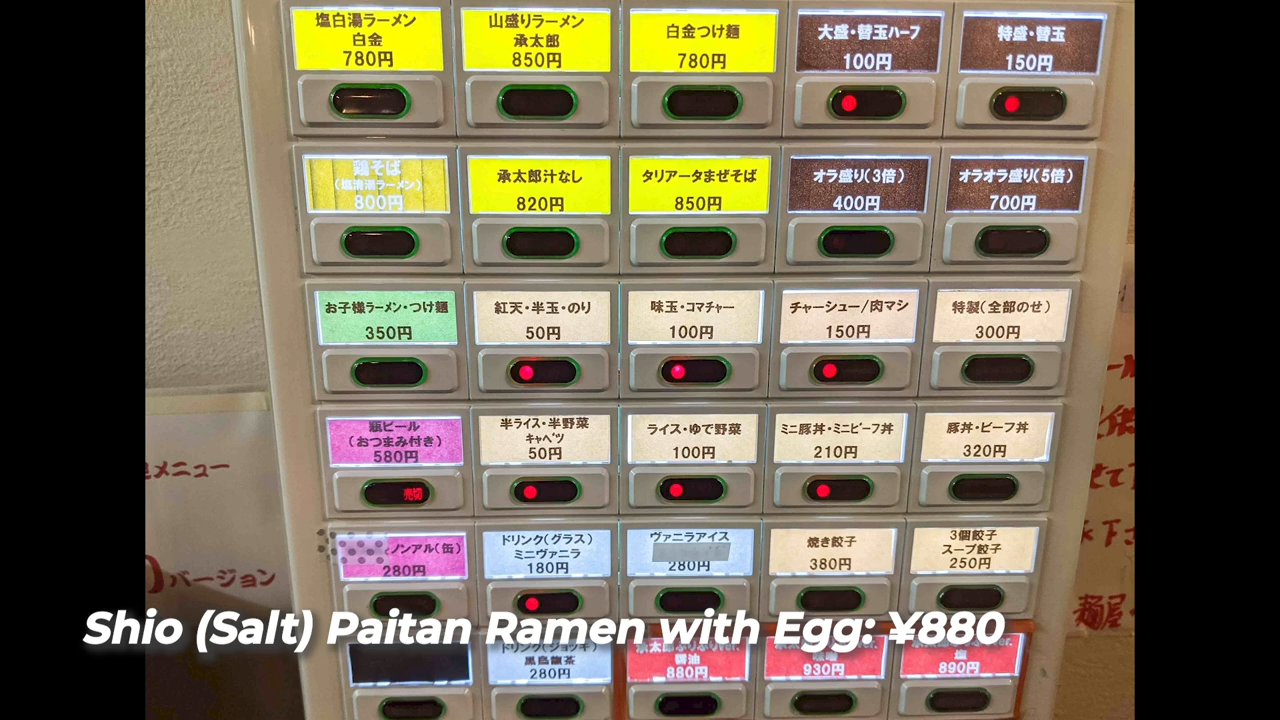 塩白湯ラーメン
白金
780円
山盛りラーメン
承太郎
850円
白金つけ麺
780円
大盛・替玉ハーフ
100円
特盛・替玉
150円
鶏そば
(塩清湯ラーメン)
800円
承太郎汁なし
820円
タリアータまぜそば
850円
オラ盛り(3倍)
400円
オラオラ盛り(5倍)
700円
お子様ラーメン・つけ麺
350円
紅天・半玉・のり
50円
味玉・コマチャー
100円
チャーシュー/肉マシ
150円
特製(全部のせ)
300円
瓶ビール
(おつまみ付き)
580円
売切
半ライス・半野菜
キャベツ
50円
ライス・ゆで野菜
100円
ミニ豚丼・ミニビーフ丼
210円
豚丼・ビーフ丼
320円
ノンアル(缶)
280円
ドリンク(グラス)
ミニヴァニラ
180円
ヴァニラアイス
280円
焼き餃子
380円
3個餃子
スープ餃子
250円
メニュー
バージョン
麺屋
Shio (Salt) Paitan Ramen with Egg: ¥880
ドリンク(ジョッキ)
黒烏龍茶
280円
醤油
880円
味噌
930円
塩
890円